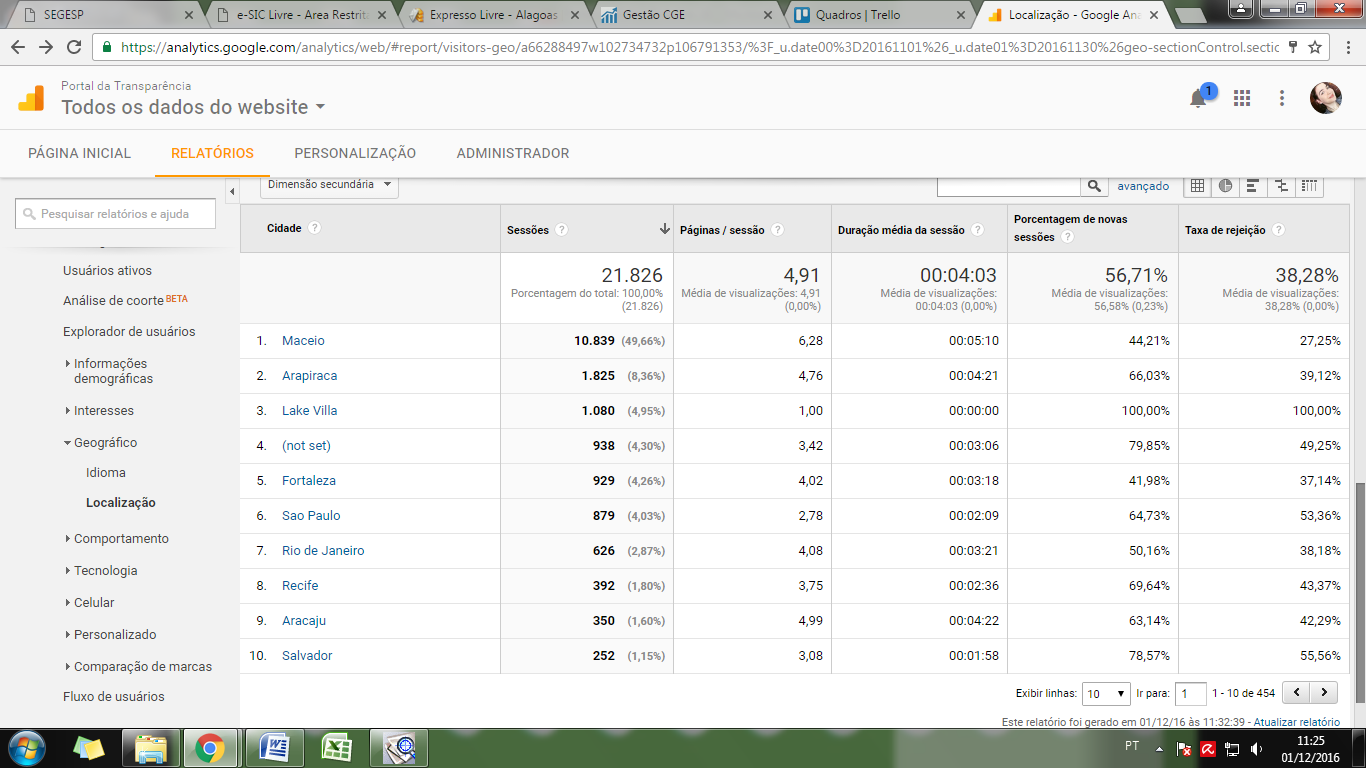 SEGESP
e-SIC Livre - Area Restrit
Expresso Livre - Alagoas
Gestão CGE
Quadros | Trello
Localização - Google Ana
https://analytics.google.com/analytics/web/#report/visitors-geo/a66288497w102734732p106791353/%3F_u.date00%3D20161101%26_u.date01%3D20161130%26geo-sectionControl.sectic
Portal da Transparência
Todos os dados do website
1
PÁGINA INICIAL RELATÓRIOS PERSONALIZAÇÃO ADMINISTRADOR
Dimensão secundária
avançado
Pesquisar relatórios e ajuda
Usuários ativos
Análise de coorte BETA
Explorador de usuários
Informações
demográficas
Interesses
Geográfico
Idioma
Localização
Comportamento
Tecnologia
Celular
Personalizado
Comparação de marcas
Fluxo de usuários
Cidade ? Sessões ? Páginas / sessão ? Duração média da sessão ? Porcentagem de novas sessões ? Taxa de rejeição ?
21.826 4,91 00:04:03 56,71% 38,28%
Porcentagem do total: 100,00% Média de visualizações: 4,91 Média de visualizações: Média de visualizações: Média de visualizações:
(21.826) (0,00%) 00:04:03 (0,00%) 56,58% (0,23%) 38,28% (0,00%)
1. Maceio 10.839 (49,66%) 6,28 00:05:10 44,21% 27,25%
2. Arapiraca 1.825 (8,36%) 4,76 00:04:21 66,03% 39,12%
3. Lake Villa 1.080 (4,95%) 1,00 00:00:00 100,00% 100,00%
4. (not set) 938 (4,30%) 3,42 00:03:06 79,85% 49,25%
5. Fortaleza 929 (4,26%) 4,02 00:03:18 41,98% 37,14%
6. Sao Paulo 879 (4,03%) 2,78 00:02:09 64,73% 53,36%
7. Rio de Janeiro 626 (2,87%) 4,08 00:03:21 50,16% 38,18%
8. Recife 392 (1,80%) 3,75 00:02:36 69,64% 43,37%
9. Aracaju 350 (1,60%) 4,99 00:04:22 63,14% 42,29%
10. Salvador 252 (1,15%) 3,08 00:01:58 78,57% 55,56%
Exibir linhas: 10 Ir para: 1 1 - 10 de 454
Este relatório foi gerado em 01/12/16 às 11:32:39 - Atualizar relatório
PT
11:25
01/12/2016